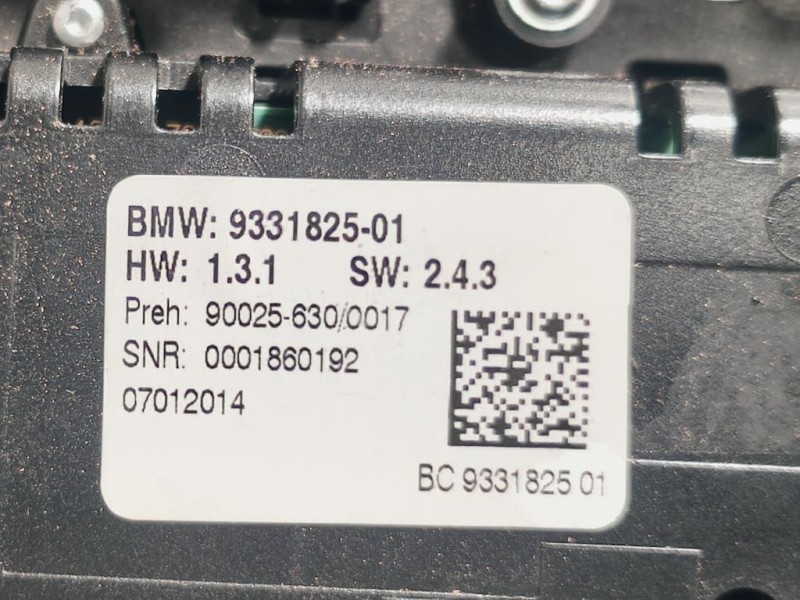 BMW: 9331825-01
HW: 1.3.1 SW: 2.4.3
Preh: 90025-630/0017
SNR: 0001860192
07012014
BC 9331825 01